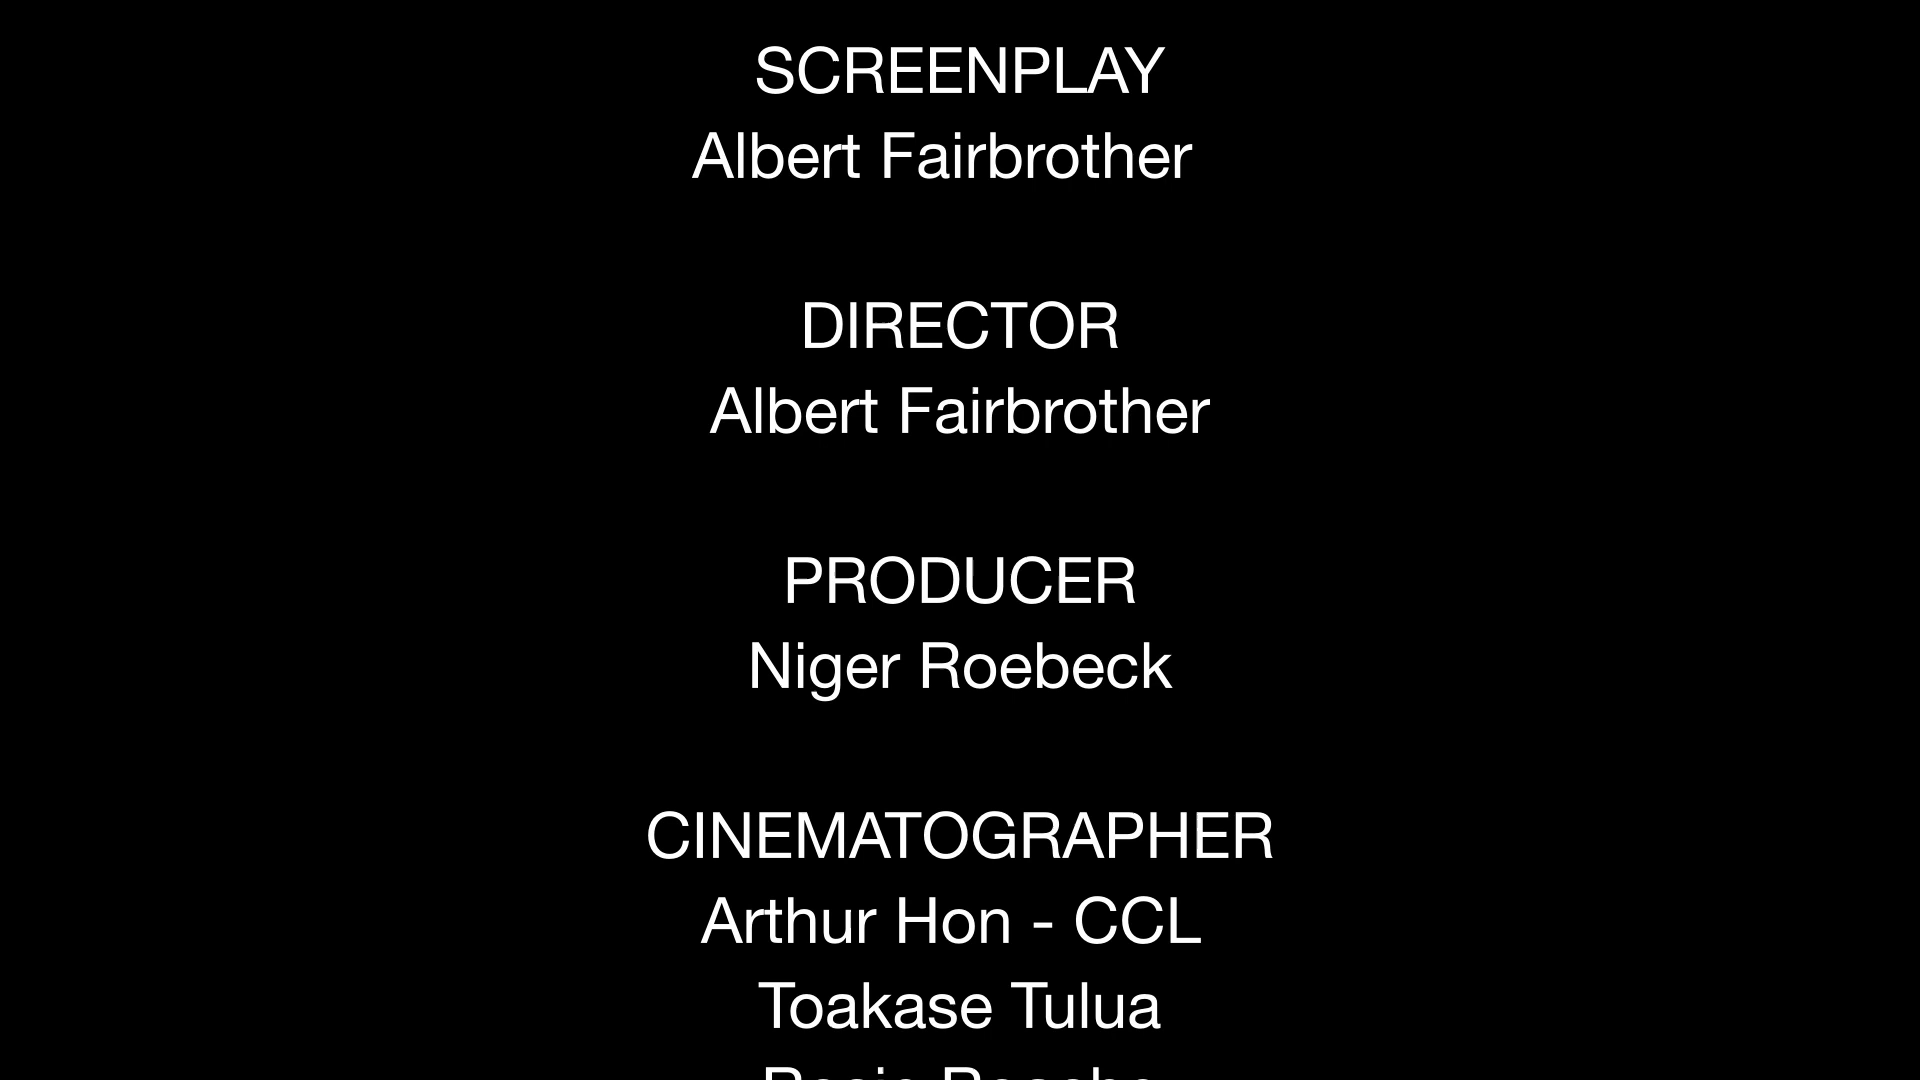 SCREENPLAY
Albert Fairbrother
DIRECTOR
Albert Fairbrother
PRODUCER
Niger Roebeck
CINEMATOGRAPHER
Arthur Hon - CCL
Toakase Tulua